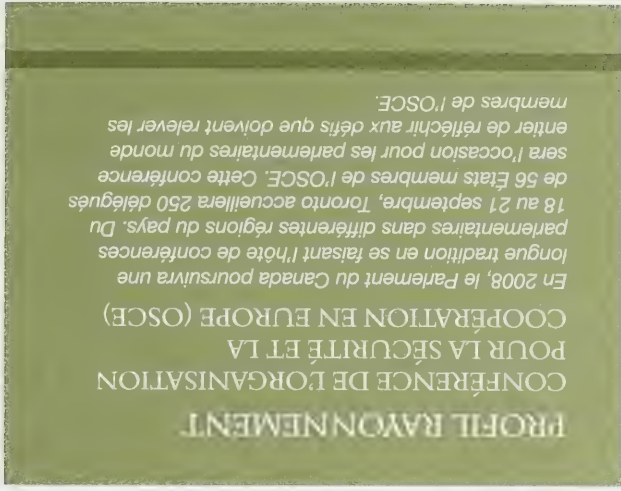 PROFIL RAYONNEMENT
CONFÉRENCE DE L'ORGANISATION
POUR LA SÉCURITÉ ET LA
COOPÉRATION EN EUROPE (OSCE)
En 2008, le Parlement du Canada poursuivra une
longue tradition en se faisant l'hôte de conférences
parlementaires dans différentes régions du pays. Du
18 au 21 septembre, Toronto accueillera 250 délégués
de 56 États membres de l'OSCE. Cette conférence
sera l'occasion pour les parlementaires du monde
entier de réfléchir aux défis que doivent relever les
membres de l'OSCE.